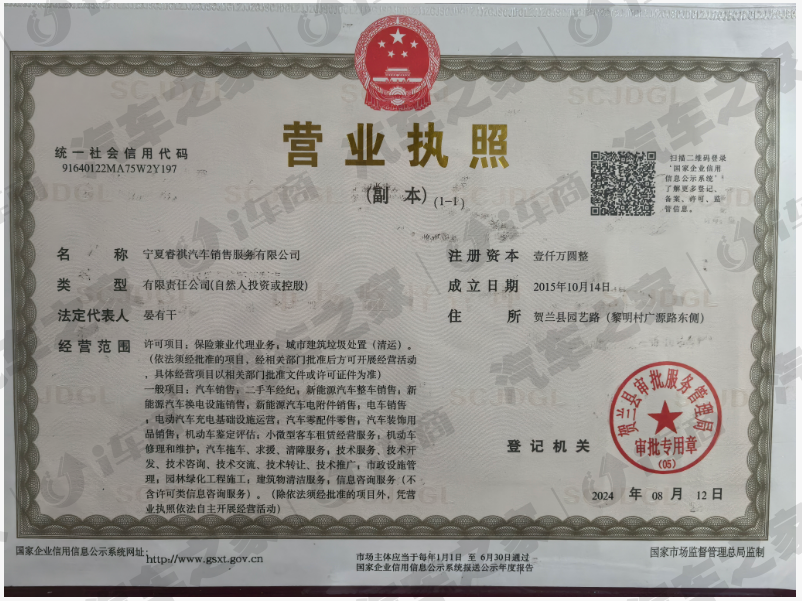 营业执照
(副 本)(1-1)
统一社会信用代码
91640122MA75W2Y197
扫描二维码登录
'国家企业信用
信息公示系统'
了解更多登记、
备案、许可、监
管信息。
名 称 宁夏睿祺汽车销售服务有限公司
类 型 有限责任公司(自然人投资或控股)
法定代表人 晏有干
经营范围 许可项目：保险兼业代理业务；城市建筑垃圾处置（清运）。
（依法须经批准的项目，经相关部门批准后方可开展经营活动
，具体经营项目以相关部门批准文件或许可证件为准）
一般项目：汽车销售；二手车经纪；新能源汽车整车销售；新
能源汽车换电设施销售；新能源汽车电附件销售；电车销售
；电动汽车充电基础设施运营；汽车零配件零售；汽车装饰用
品销售；机动车鉴定评估；小微型客车租赁经营服务；机动车
修理和维护；汽车拖车、求援、清障服务；技术服务、技术开
发、技术咨询、技术交流、技术转让、技术推广；市政设施管
理；园林绿化工程施工；建筑物清洁服务；信息咨询服务（不
含许可类信息咨询服务）。（除依法须经批准的项目外，凭营
业执照依法自主开展经营活动）
注册资本 壹仟万圆整
成立日期 2015年10月14日
住 所 贺兰县园艺路（黎明村广源路东侧）
登记机关
贺兰县审批服务管理局
审批专用章
(05)
2024 年 08 月 12 日
国家企业信用信息公示系统网址：http://www.gsxt.gov.cn
市场主体应当于每年1月1日 至 6月30日通过
国家企业信用信息公示系统报送公示年度报告
国家市场监督管理总局监制
汽车之家
i车商
SCJDGL